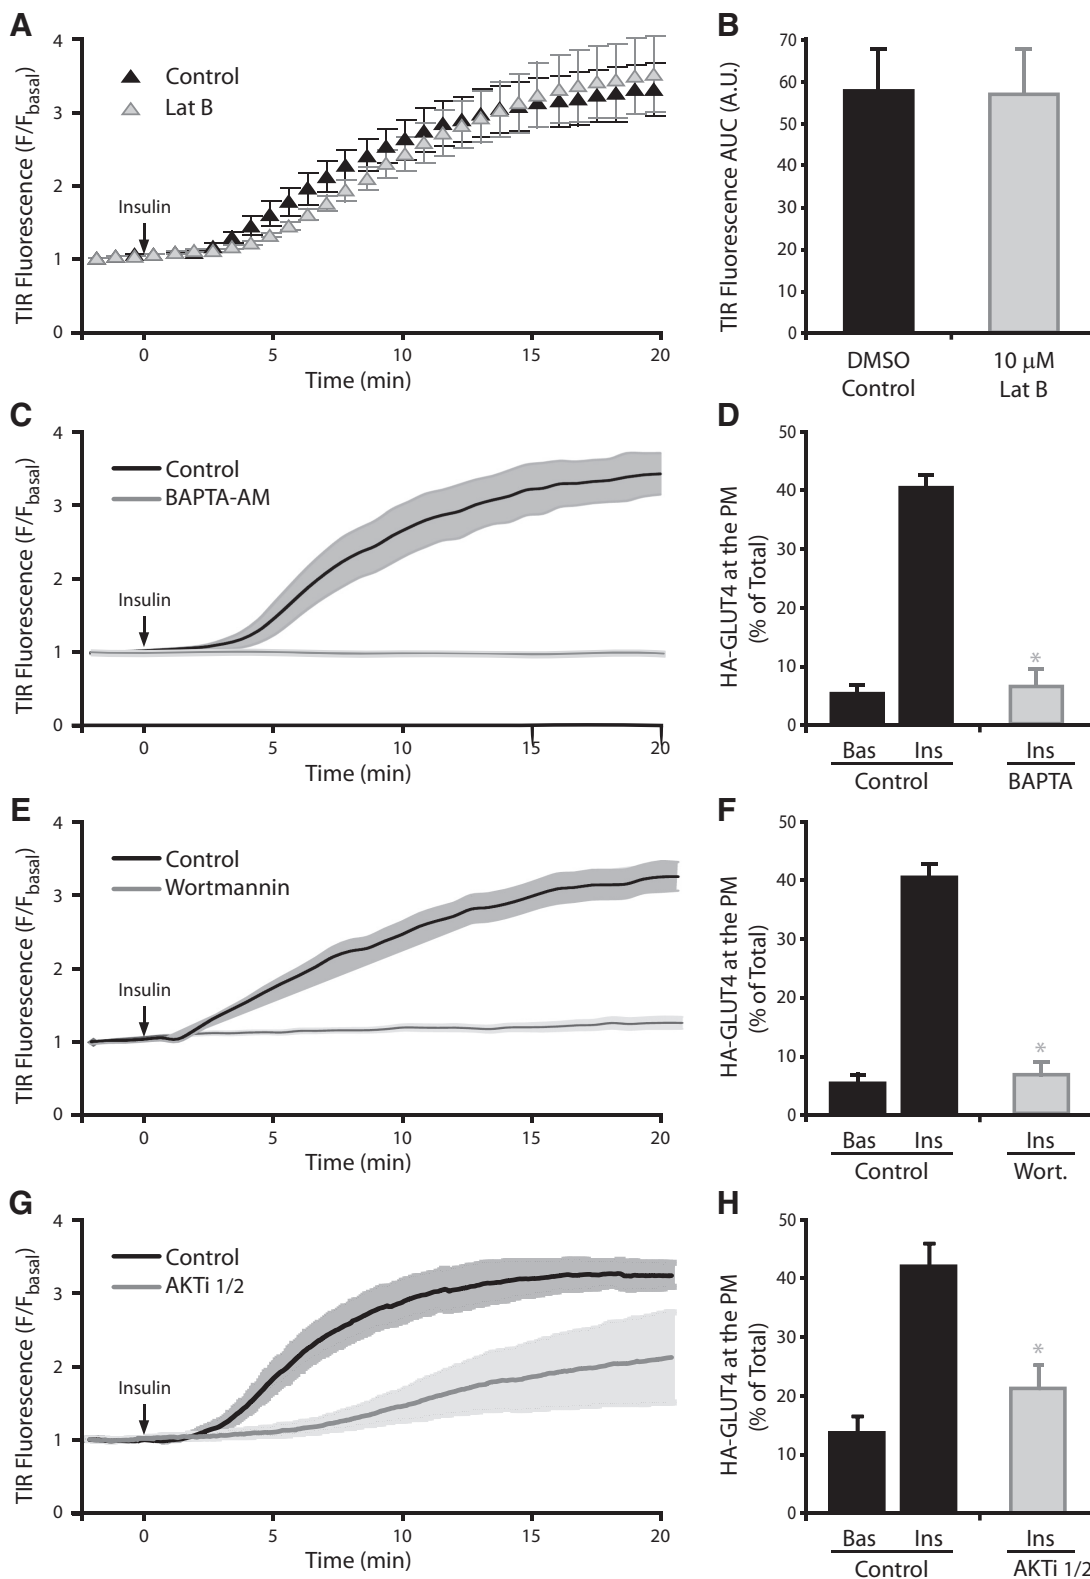 A
TIR Fluorescence (F/Fbasal)
4
3
2
1
0
Control
Lat B
Insulin
0 5 10 15 20
Time (min)
B
TIR Fluorescence AUC (A.U.)
70
60
50
40
30
20
10
0
DMSO 10 μM
Control Lat B
C
TIR Fluorescence (F/Fbasal)
4
3
2
1
0
Control
BAPTA-AM
Insulin
0 5 10 15 20
Time (min)
D
HA-GLUT4 at the PM
(% of Total)
50
40
30
20
10
0
*
Bas Ins Ins
Control BAPTA
E
TIR Fluorescence (F/Fbasal)
4
3
2
1
0
Control
Wortmannin
Insulin
0 5 10 15 20
Time (min)
F
HA-GLUT4 at the PM
(% of Total)
50
40
30
20
10
0
*
Bas Ins Ins
Control Wort.
G
TIR Fluorescence (F/Fbasal)
4
3
2
1
0
Control
AKTi 1/2
Insulin
0 5 10 15 20
Time (min)
H
HA-GLUT4 at the PM
(% of Total)
50
40
30
20
10
0
*
Bas Ins Ins
Control AKTi 1/2